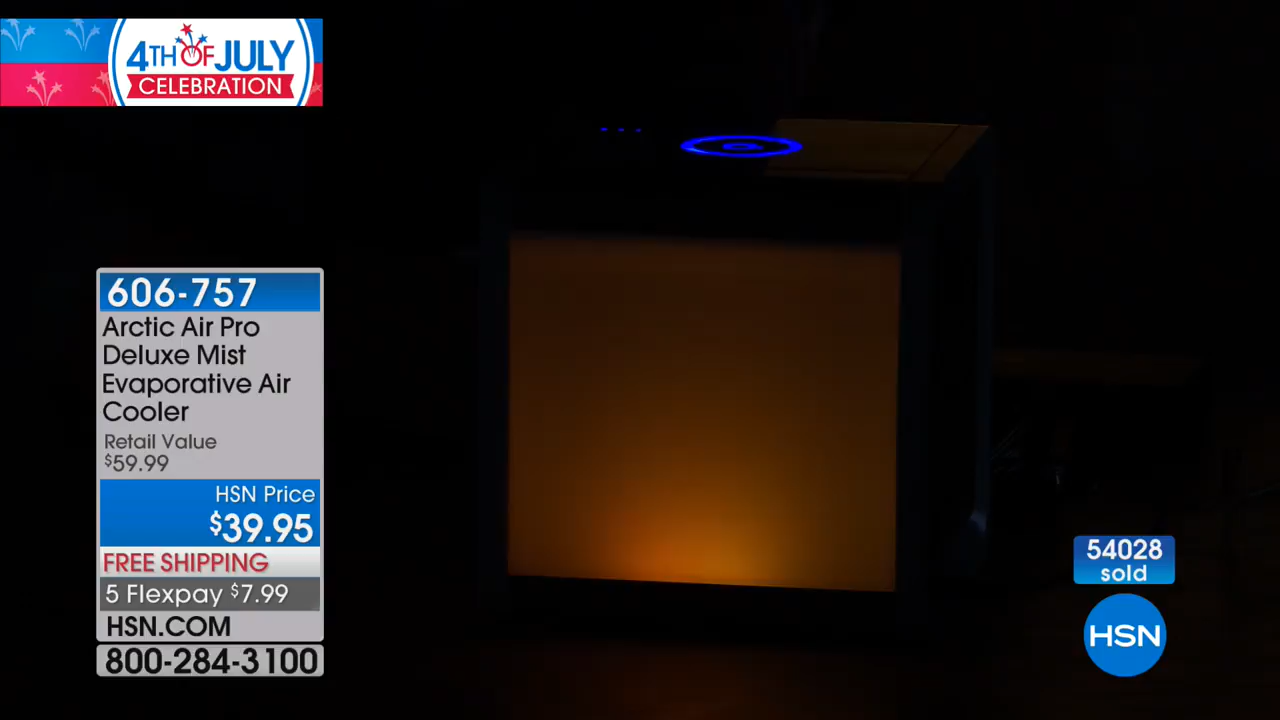 4TH OF JULY
CELEBRATION
606-757
Arctic Air Pro
Deluxe Mist
Evaporative Air
Cooler
Retail Value
$59.99
HSN Price
$39.95
FREE SHIPPING
5 Flexpay $7.99
HSN.COM
800-284-3100
54028
sold
HSN